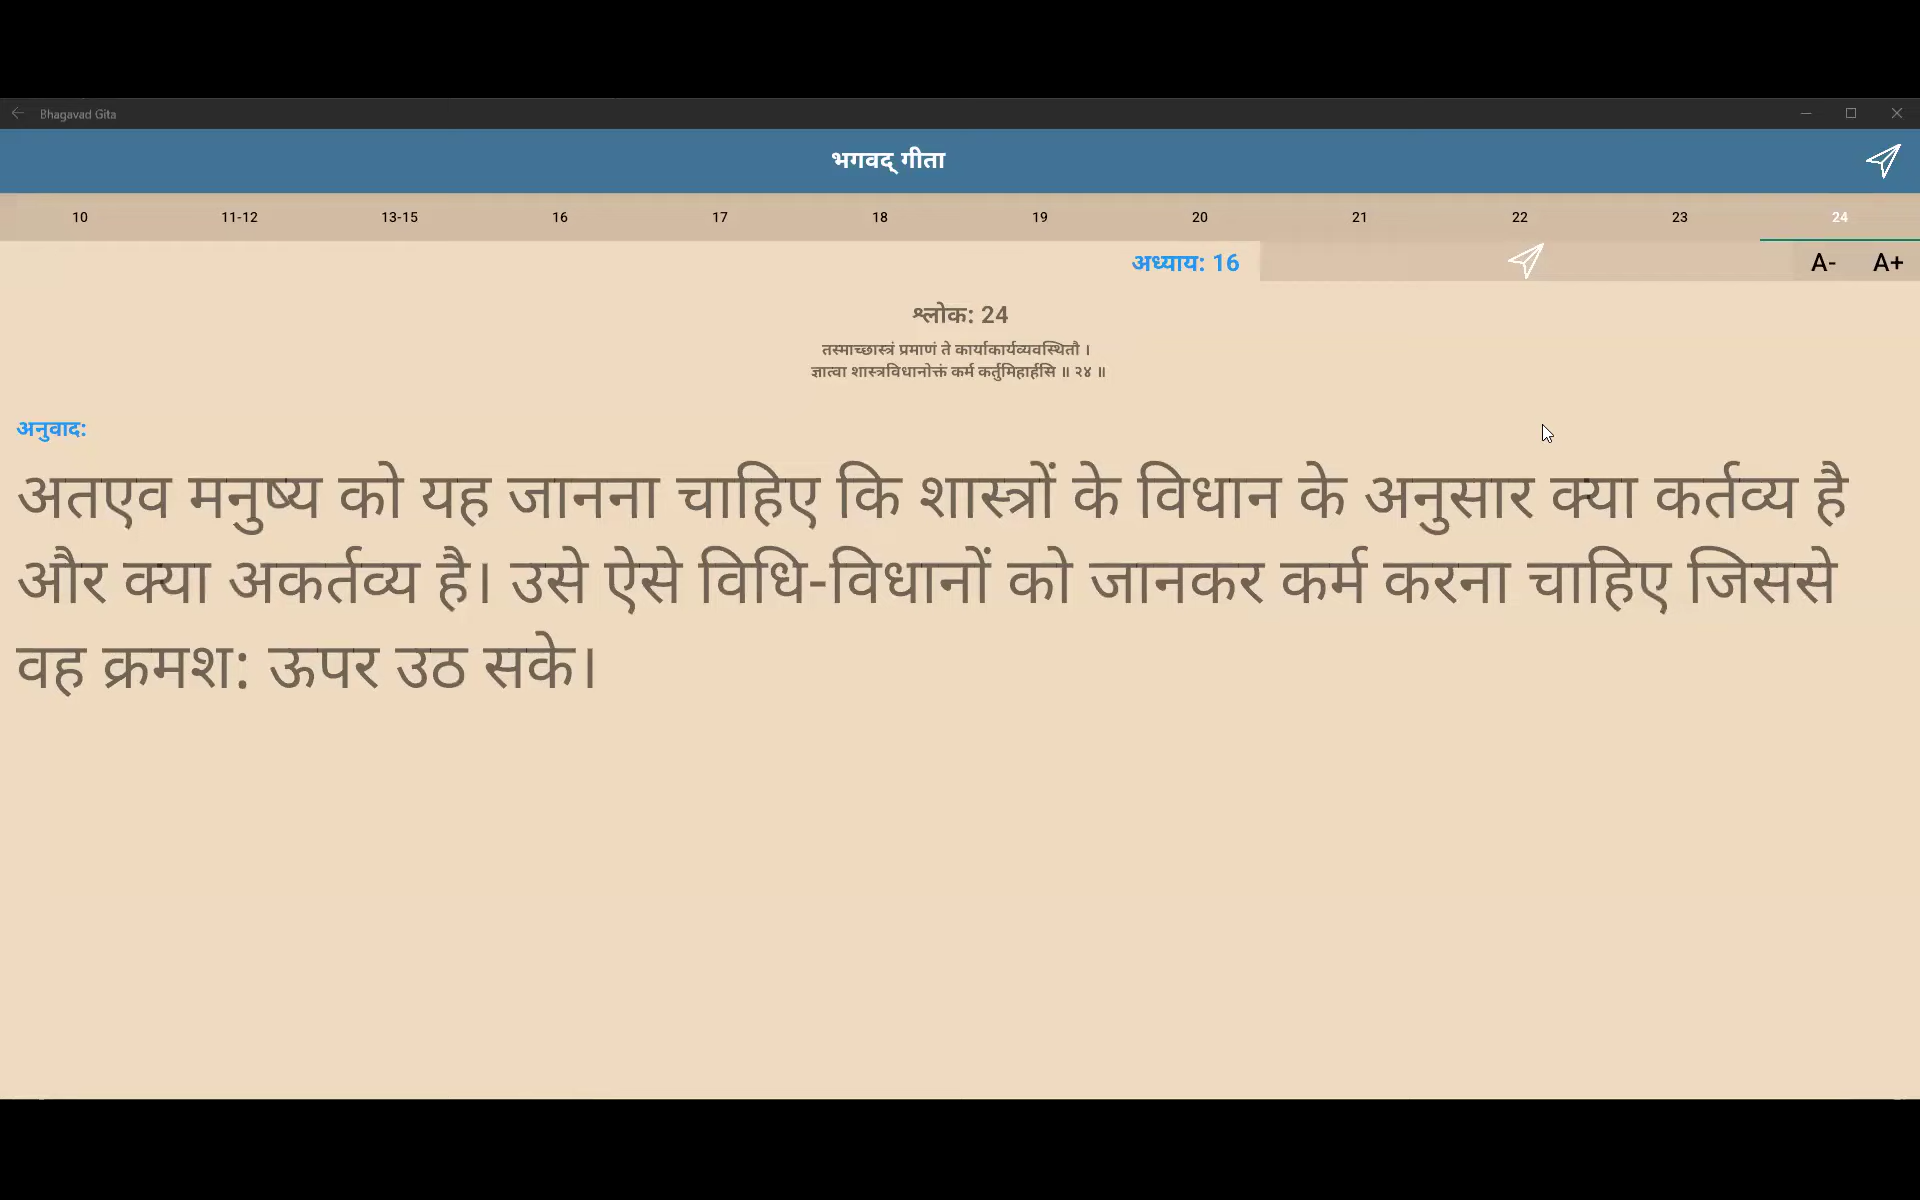 Bhagavad Gita
भगवद् गीता
10 11-12 13-15 16 17 18 19 20 21 22 23 24
अध्याय: 16 A- A+
श्लोक: 24
तस्माच्छास्त्रं प्रमाणं ते कार्याकार्यव्यवस्थितौ ।
ज्ञात्वा शास्त्रविधानोक्तं कर्म कर्तुमिहार्हसि ॥ २४ ॥
अनुवाद:
अतएव मनुष्य को यह जानना चाहिए कि शास्त्रों के विधान के अनुसार क्या कर्तव्य है
और क्या अकर्तव्य है। उसे ऐसे विधि-विधानों को जानकर कर्म करना चाहिए जिससे
वह क्रमश: ऊपर उठ सके।